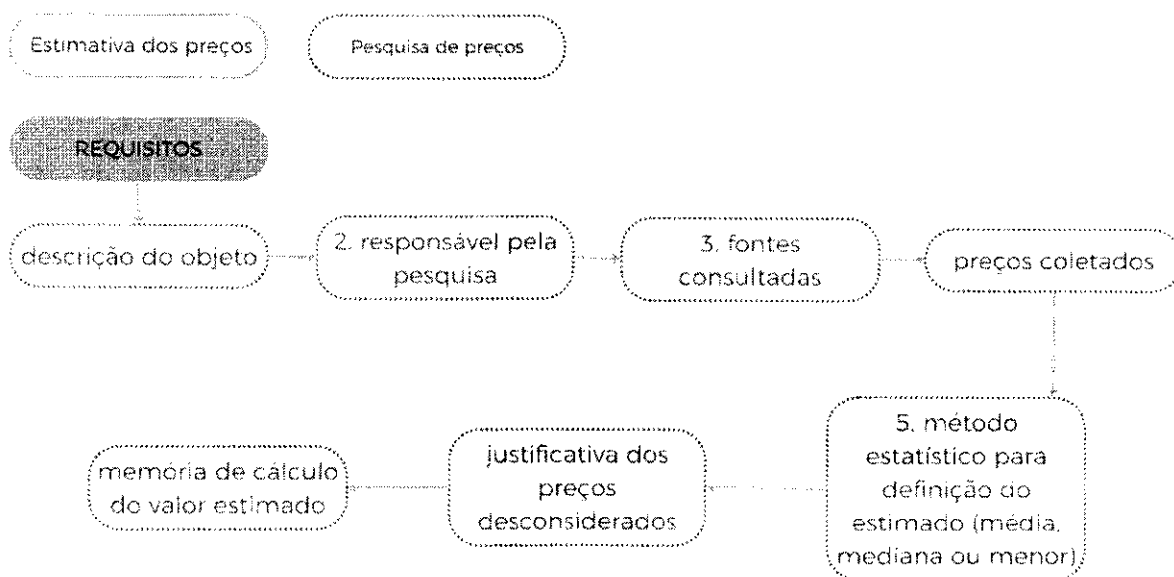 Estimativa dos preços
Pesquisa de preços
REQUISITOS
descrição do objeto
2. responsável pela
pesquisa
3. fontes
consultadas
preços coletados
5. método
estatístico para
definição do
estimado (média,
mediana ou menor)
justificativa dos
preços
desconsiderados
memória de cálculo
do valor estimado